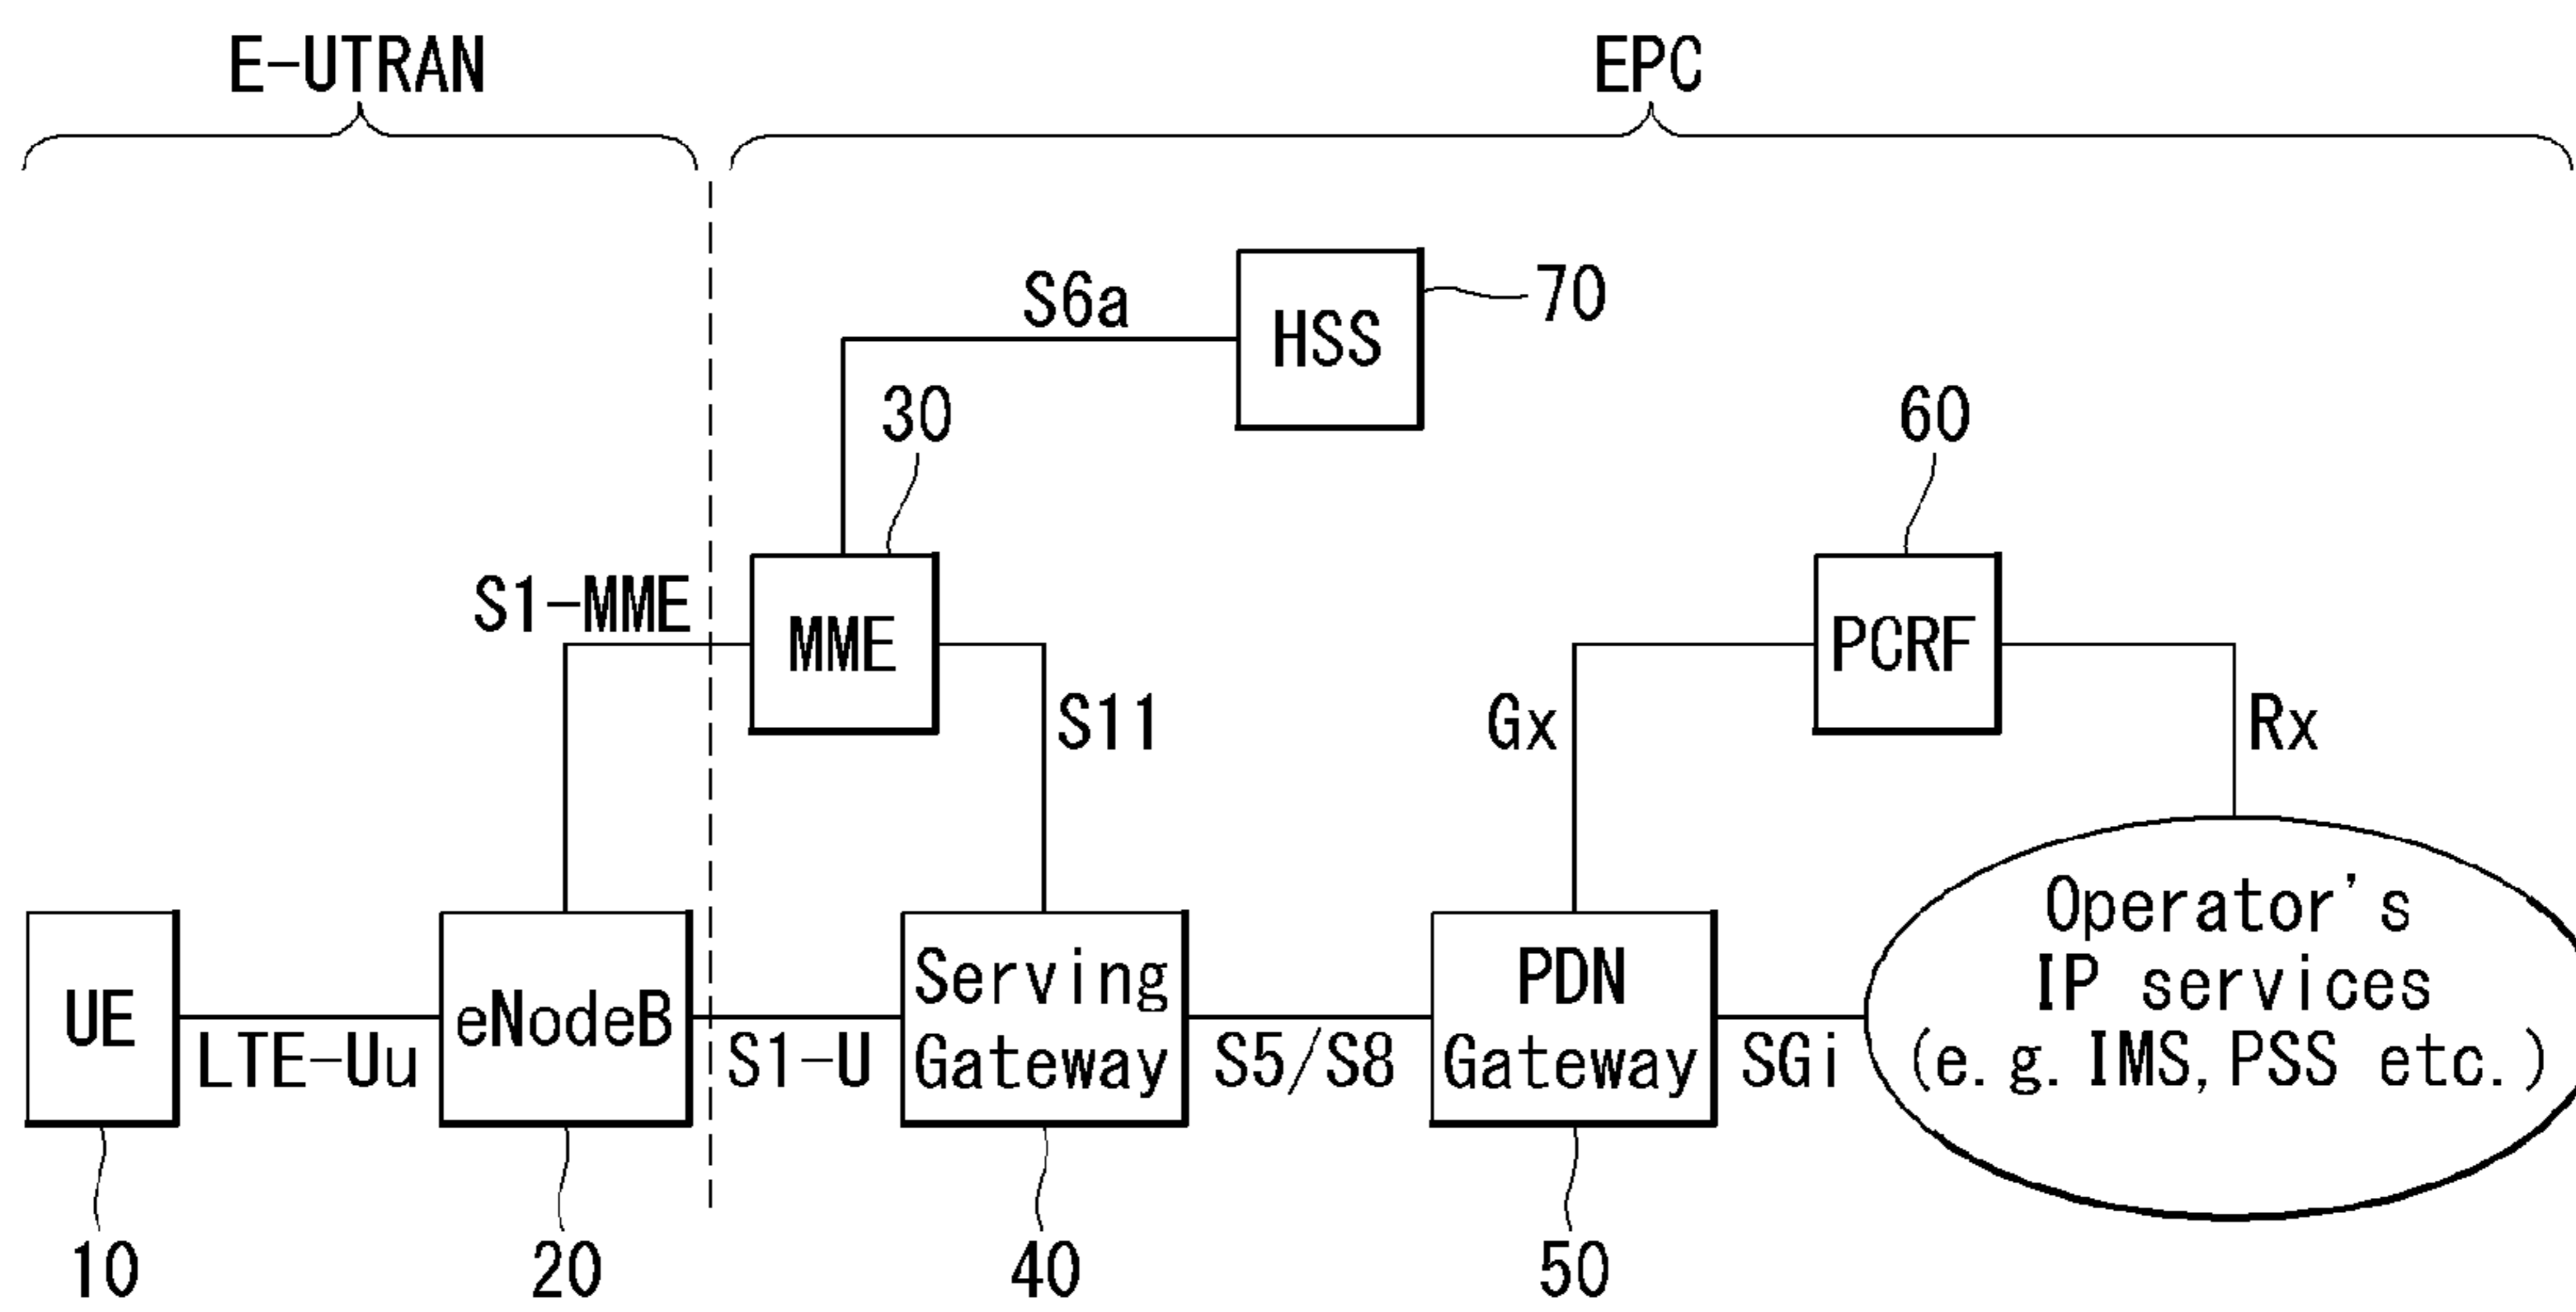 E-UTRAN
EPC
S6a
HSS
70
30
60
S1-MME
MME
S11
Gx
PCRF
Rx
UE
LTE-Uu
eNodeB
S1-U
Serving
Gateway
S5/S8
PDN
Gateway
SGi
Operator's
IP services
(e.g. IMS, PSS etc.)
10
20
40
50